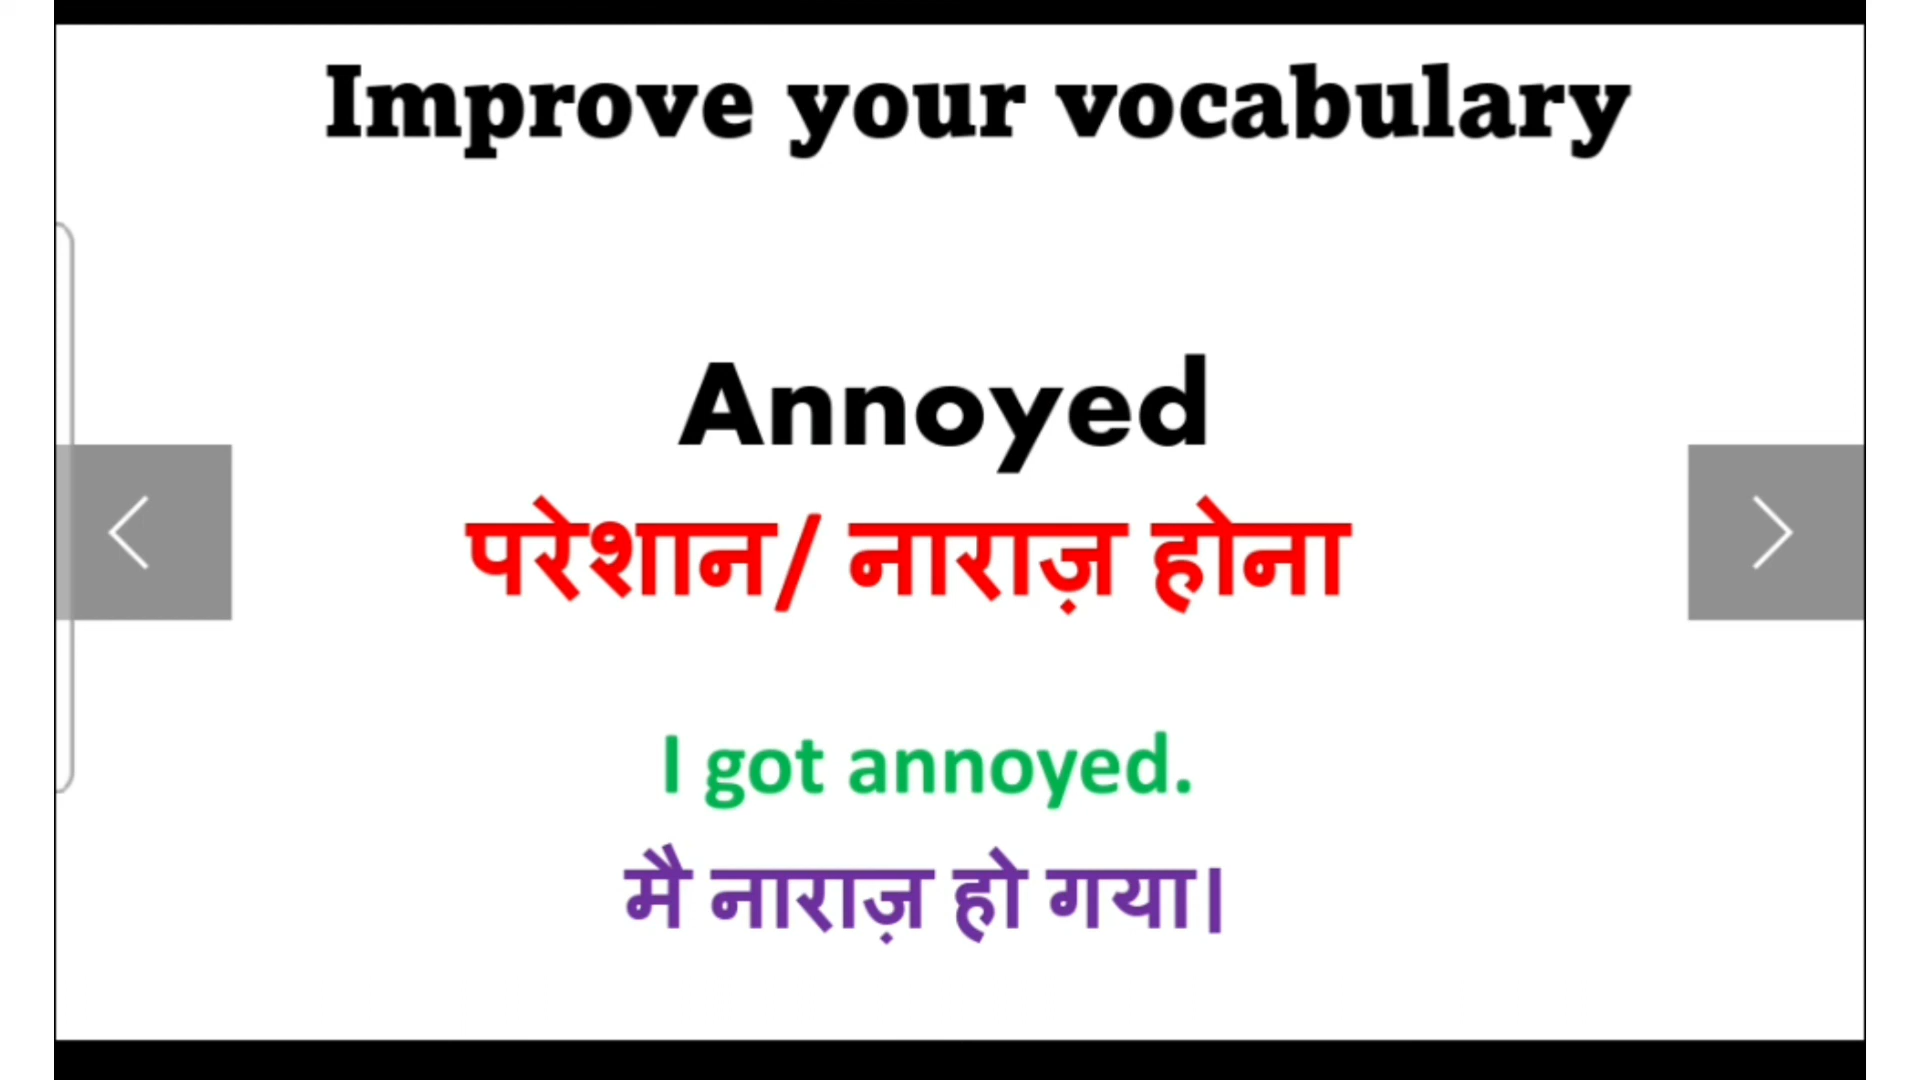 Improve your vocabulary
Annoyed
परेशान/ नाराज़ होना
I got annoyed.
मै नाराज़ हो गया।